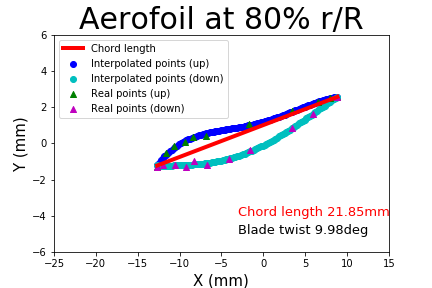 Aerofoil at 80% r/R
6
4
2
0
−2
−4
−6
Y (mm)
Chord length
Interpolated points (up)
Interpolated points (down)
Real points (up)
Real points (down)
Chord length 21.85mm
Blade twist 9.98deg
−25 −20 −15 −10 −5 0 5 10 15
X (mm)